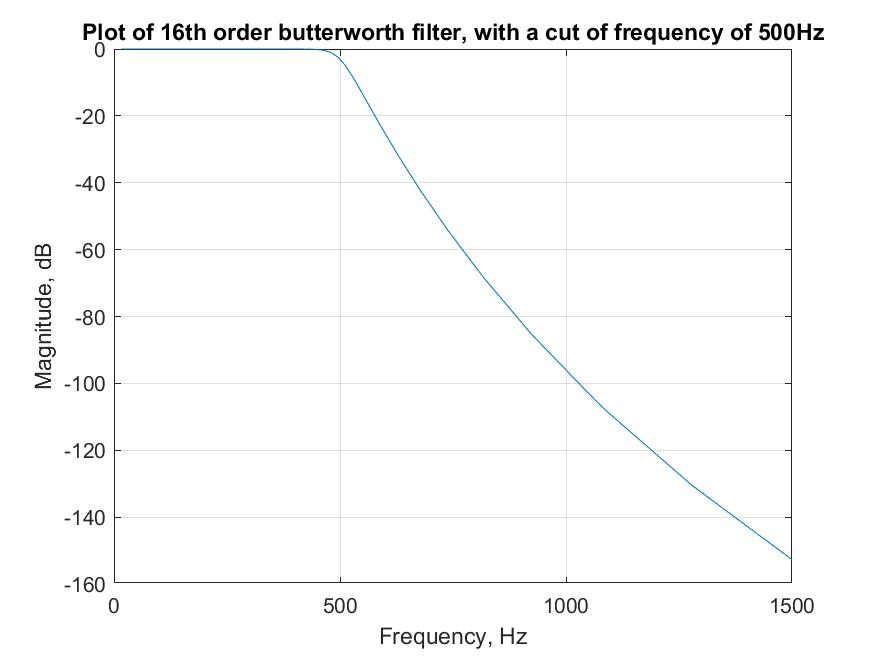 Plot of 16th order butterworth filter, with a cut of frequency of 500Hz
0
-20
-40
-60
-80
-100
-120
-140
-160
Magnitude, dB
0 500 1000 1500
Frequency, Hz